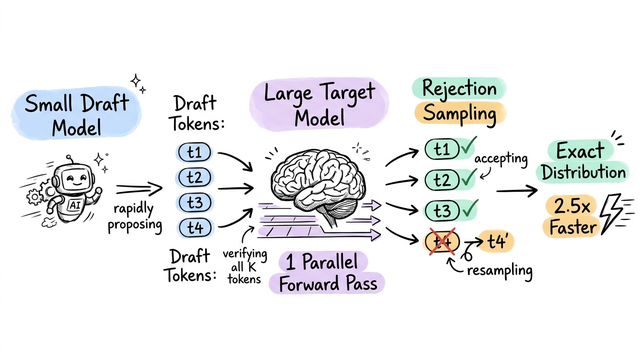 Small Draft
Model
AI
rapidly
proposing
Draft
Tokens:
t1
t2
t3
t4
Draft
Tokens:
verifying
all K
tokens
Large Target
Model
1 Parallel
Forward Pass
Rejection
Sampling
t1
t2
t3
t4
t4'
accepting
resampling
Exact
Distribution
2.5x
Faster